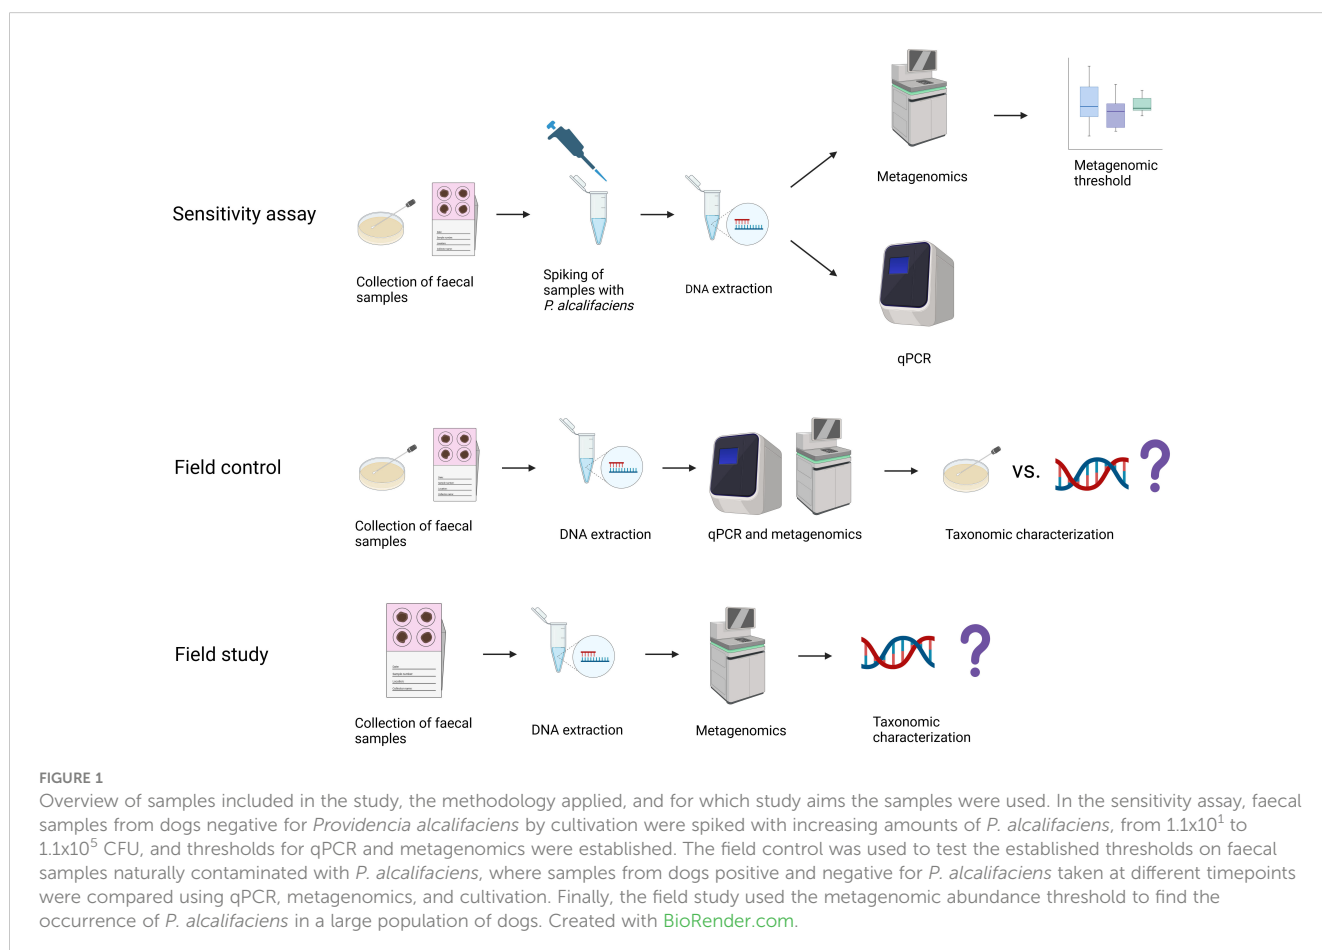 Sensitivity assay
Collection of faecal
samples
Spiking of
samples with
P. alcalifaciens
DNA extraction
Metagenomics
Metagenomic
threshold
qPCR
Field control
Collection of faecal
samples
DNA extraction
qPCR and metagenomics
vs.
?
Taxonomic characterization
Field study
Collection of faecal
samples
DNA extraction
Metagenomics
?
Taxonomic
characterization
FIGURE 1
Overview of samples included in the study, the methodology applied, and for which study aims the samples were used. In the sensitivity assay, faecal
samples from dogs negative for Providencia alcalifaciens by cultivation were spiked with increasing amounts of P. alcalifaciens, from 1.1x10¹ to
1.1x10⁵ CFU, and thresholds for qPCR and metagenomics were established. The field control was used to test the established thresholds on faecal
samples naturally contaminated with P. alcalifaciens, where samples from dogs positive and negative for P. alcalifaciens taken at different timepoints
were compared using qPCR, metagenomics, and cultivation. Finally, the field study used the metagenomic abundance threshold to find the
occurrence of P. alcalifaciens in a large population of dogs. Created with BioRender.com.